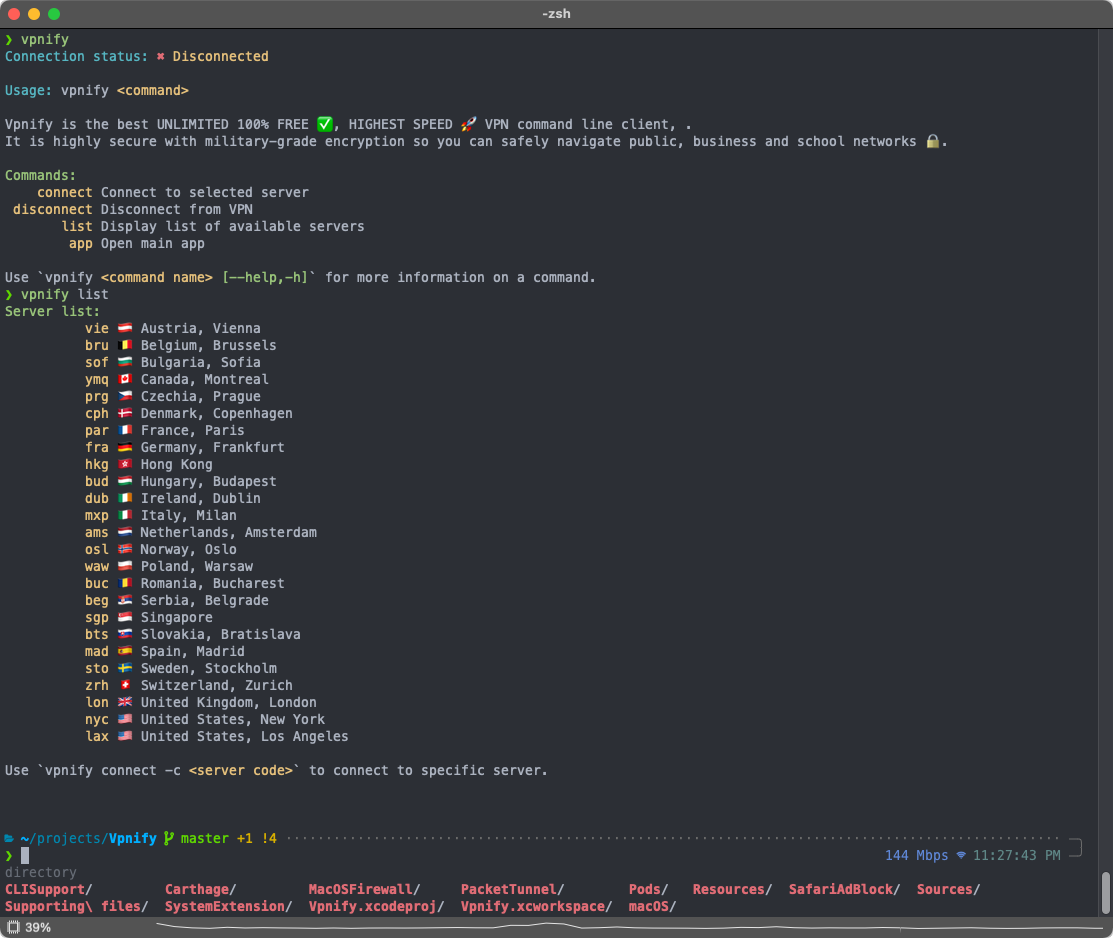 -zsh
❯ vpnify
Connection status: ✖ Disconnected
Usage: vpnify <command>
Vpnify is the best UNLIMITED 100% FREE ✅, HIGHEST SPEED 🚀 VPN command line client, .
It is highly secure with military-grade encryption so you can safely navigate public, business and school networks 🔒.
Commands:
connect Connect to selected server
disconnect Disconnect from VPN
list Display list of available servers
app Open main app
Use `vpnify <command name> [--help,-h]` for more information on a command.
❯ vpnify list
Server list:
vie 🇦🇹 Austria, Vienna
bru 🇧🇪 Belgium, Brussels
sof 🇧🇬 Bulgaria, Sofia
ymq 🇨🇦 Canada, Montreal
prg 🇨🇿 Czechia, Prague
cph 🇩🇰 Denmark, Copenhagen
par 🇫🇷 France, Paris
fra 🇩🇪 Germany, Frankfurt
hkg 🇭🇰 Hong Kong
bud 🇭🇺 Hungary, Budapest
dub 🇮🇪 Ireland, Dublin
mxp 🇮🇹 Italy, Milan
ams 🇳🇱 Netherlands, Amsterdam
osl 🇳🇴 Norway, Oslo
waw 🇵🇱 Poland, Warsaw
buc 🇷🇴 Romania, Bucharest
beg 🇷🇸 Serbia, Belgrade
sgp 🇸🇬 Singapore
bts 🇸🇰 Slovakia, Bratislava
mad 🇪🇸 Spain, Madrid
sto 🇸🇪 Sweden, Stockholm
zrh 🇨🇭 Switzerland, Zurich
lon 🇬🇧 United Kingdom, London
nyc 🇺🇸 United States, New York
lax 🇺🇸 United States, Los Angeles
Use `vpnify connect -c <server code>` to connect to specific server.
~/projects/Vpnify master +1 !4
❯ 144 Mbps 11:27:43 PM
directory
CLISupport/ Carthage/ MacOSFirewall/ PacketTunnel/ Pods/ Resources/ SafariAdBlock/ Sources/
Supporting\ files/ SystemExtension/ Vpnify.xcodeproj/ Vpnify.xcworkspace/ macOS/
39%